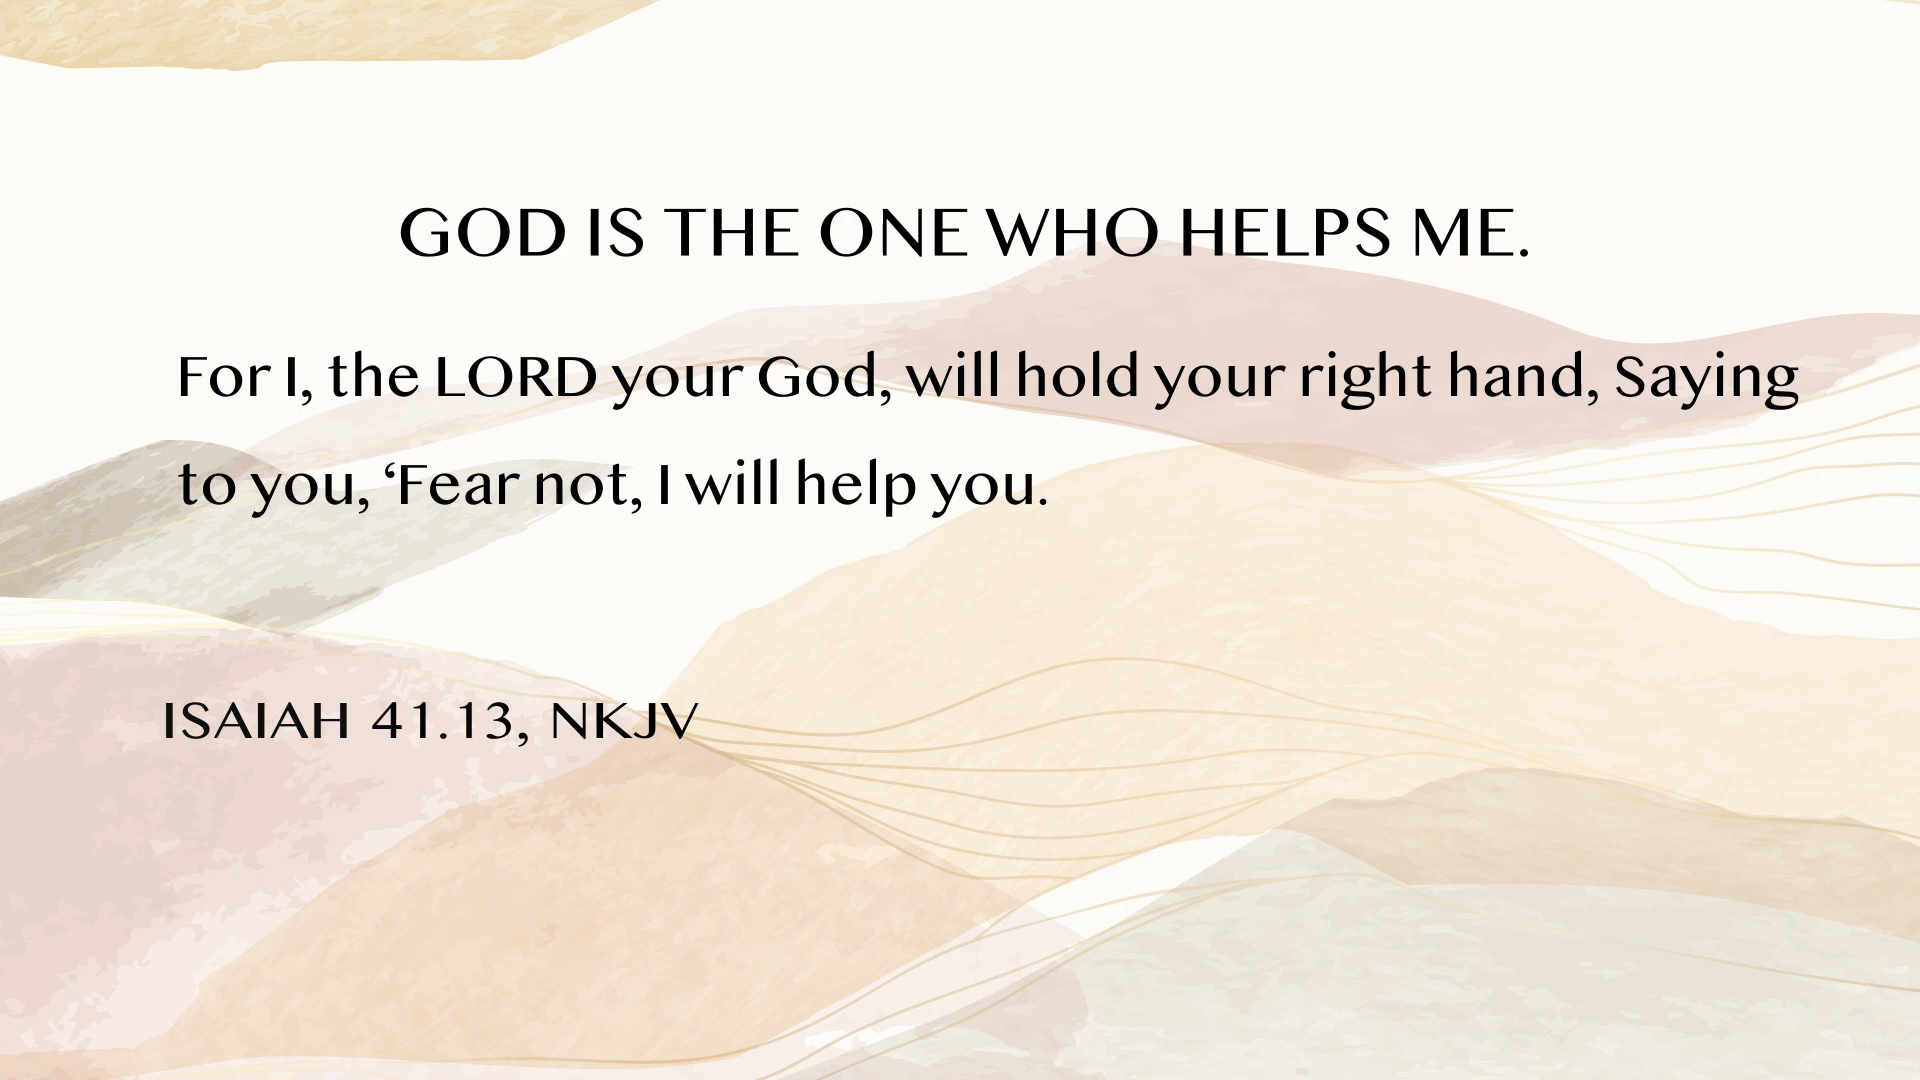 GOD IS THE ONE WHO HELPS ME.
For I, the LORD your God, will hold your right hand, Saying
to you, ‘Fear not, I will help you.
ISAIAH 41.13, NKJV